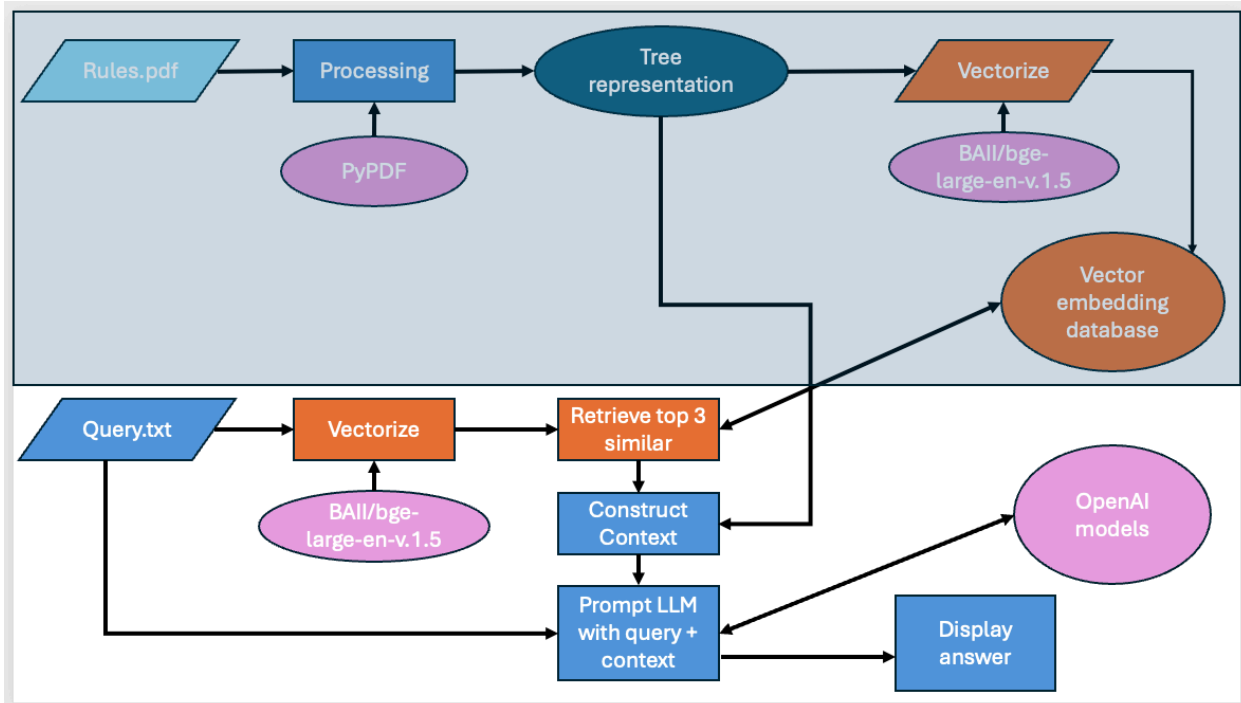 Rules.pdf
Processing
Tree
representation
Vectorize
PyPDF
BAII/bge-
large-en-v.1.5
Vector
embedding
database
Query.txt
Vectorize
Retrieve top 3
similar
BAII/bge-
large-en-v.1.5
Construct
Context
OpenAI
models
Prompt LLM
with query +
context
Display
answer